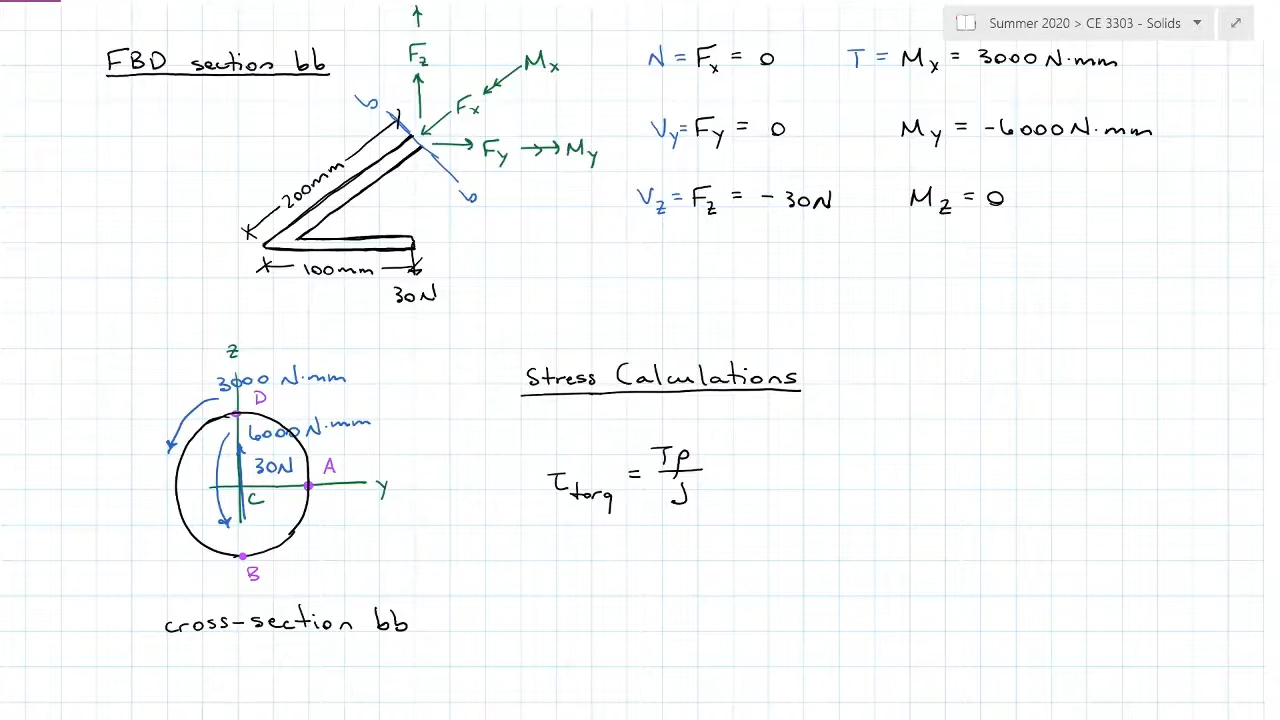 Summer 2020 > CE 3303 - Solids
FBD section bb
F_z
M_x
F_x
F_y
M_y
b
b
200mm
100mm
30N
N = F_x = 0
T = M_x = 3000 N·mm
V_y = F_y = 0
M_y = -6000 N·mm
V_z = F_z = -30N
M_z = 0
z
3000 N·mm
D
6000 N·mm
30N
A
C
y
B
cross-section bb
Stress Calculations
τ_torq = Tρ/J